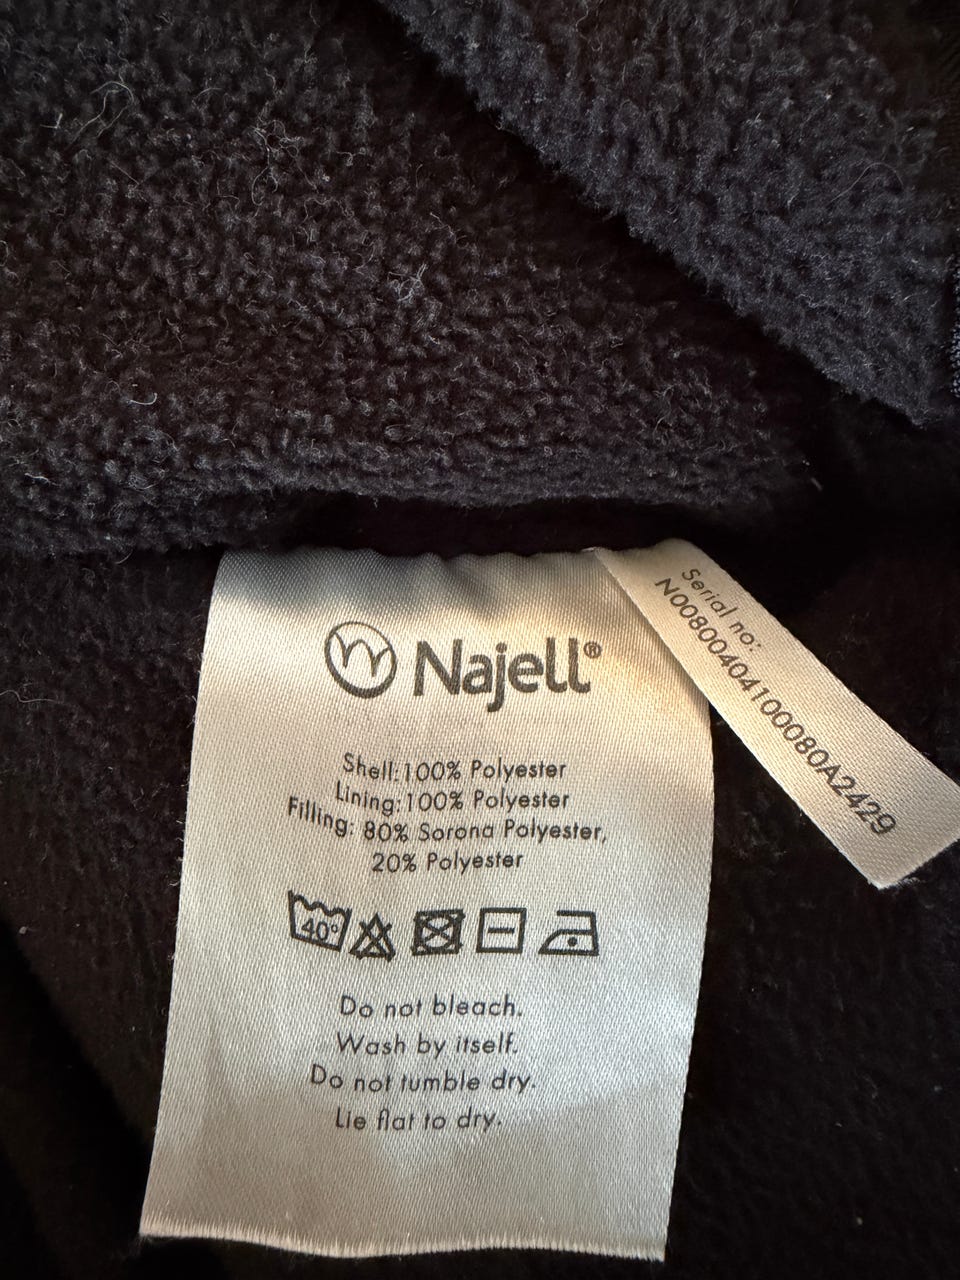 Najell®
Shell: 100% Polyester
Lining: 100% Polyester
Filling: 80% Sorona Polyester,
20% Polyester
40°
Do not bleach.
Wash by itself.
Do not tumble dry.
Lie flat to dry.
Serial no:
N00800404100080A2429